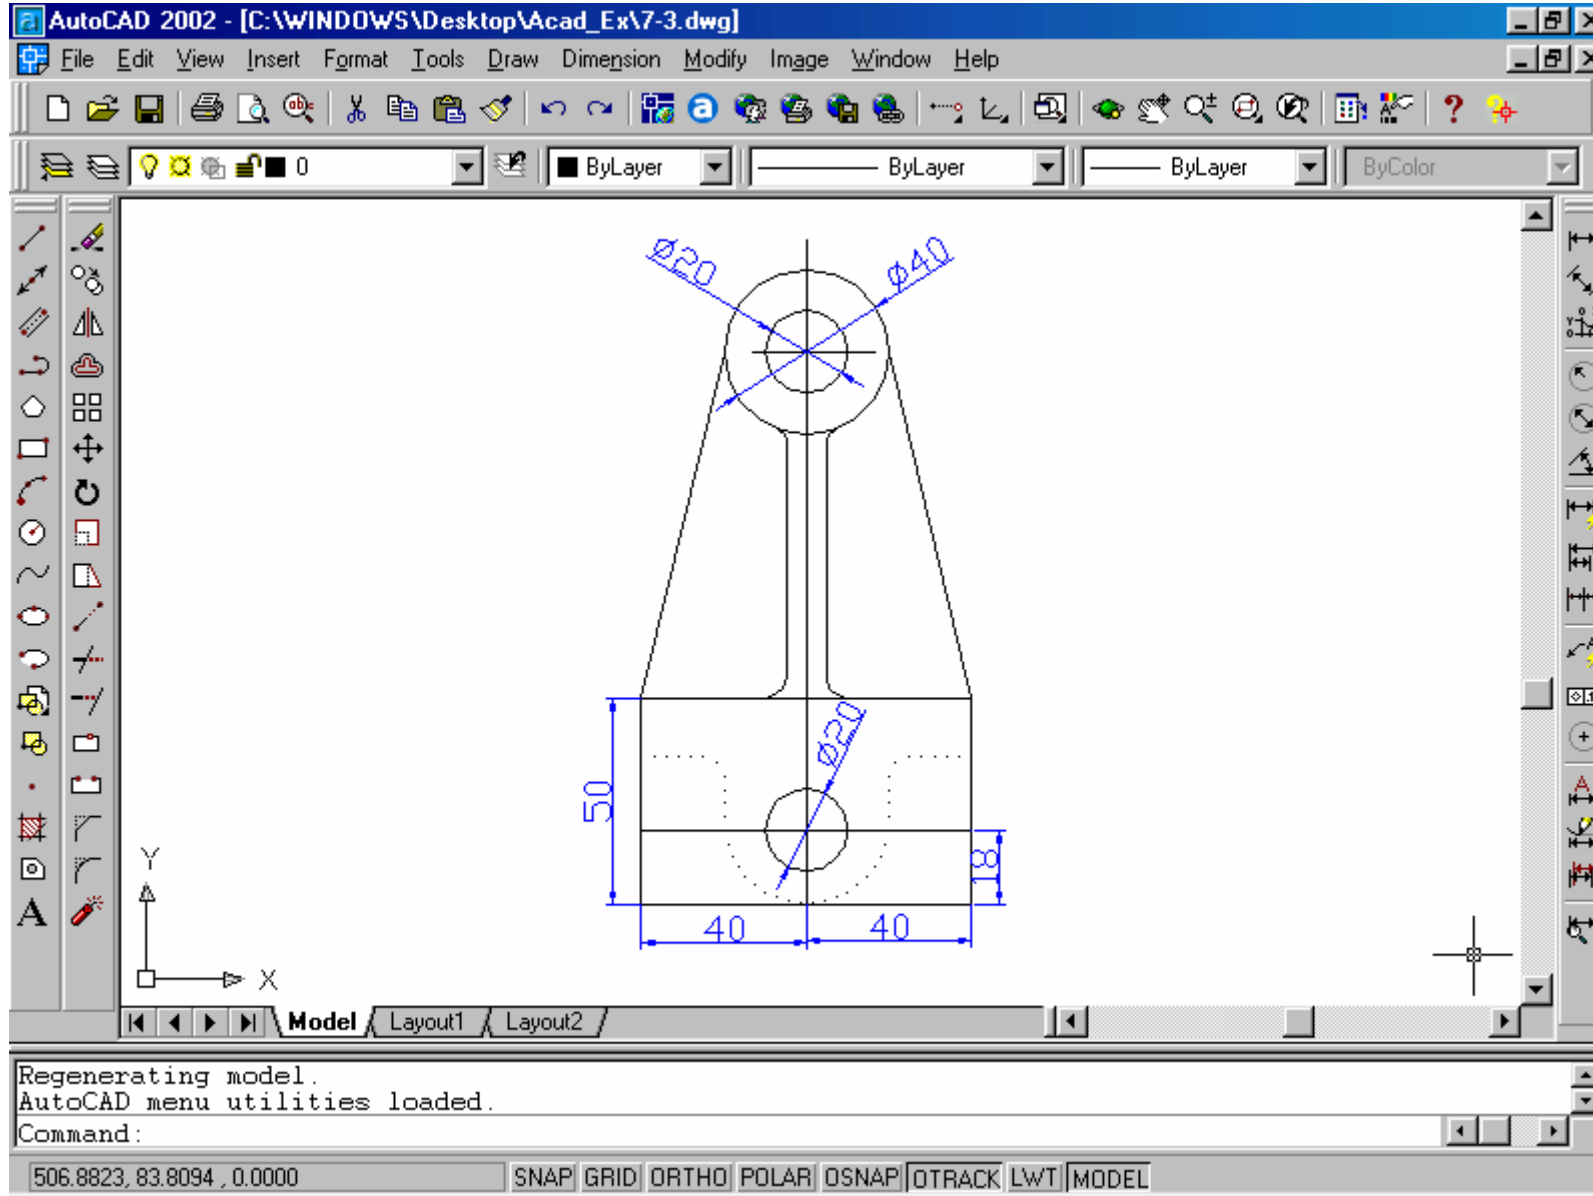 AutoCAD 2002 - [C:\WINDOWS\Desktop\Acad_Ex\7-3.dwg]
File Edit View Insert Format Tools Draw Dimension Modify Image Window Help
0 ByLayer ByLayer ByLayer ByColor
Ø20 Ø40
Ø20
50
18
40 40
Y
X
A
Model Layout1 Layout2
Regenerating model.
AutoCAD menu utilities loaded.
Command:
506.8823, 83.8094 , 0.0000 SNAP GRID ORTHO POLAR OSNAP OTRACK LWT MODEL